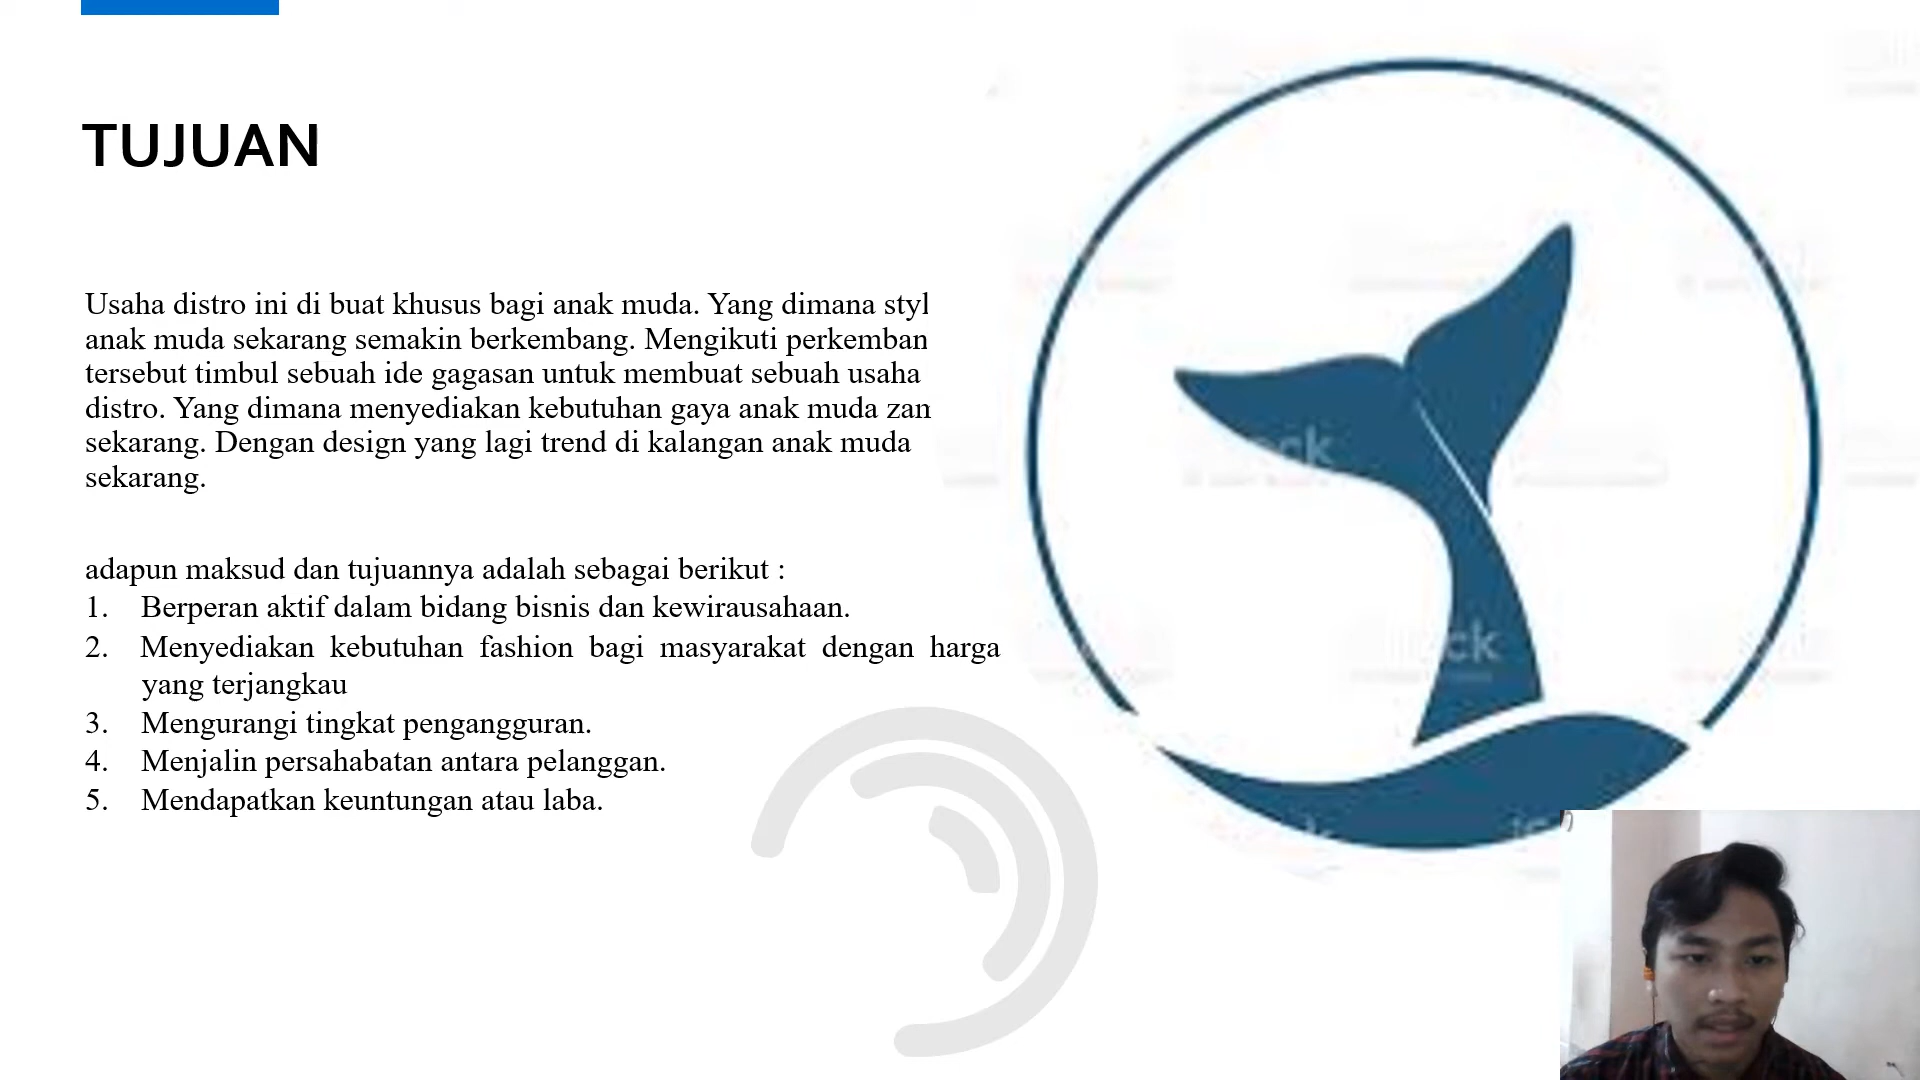 TUJUAN
Usaha distro ini di buat khusus bagi anak muda. Yang dimana styl
anak muda sekarang semakin berkembang. Mengikuti perkemban
tersebut timbul sebuah ide gagasan untuk membuat sebuah usaha
distro. Yang dimana menyediakan kebutuhan gaya anak muda zan
sekarang. Dengan design yang lagi trend di kalangan anak muda
sekarang.
adapun maksud dan tujuannya adalah sebagai berikut :
1. Berperan aktif dalam bidang bisnis dan kewirausahaan.
2. Menyediakan kebutuhan fashion bagi masyarakat dengan harga
yang terjangkau
3. Mengurangi tingkat pengangguran.
4. Menjalin persahabatan antara pelanggan.
5. Mendapatkan keuntungan atau laba.
ck
ck